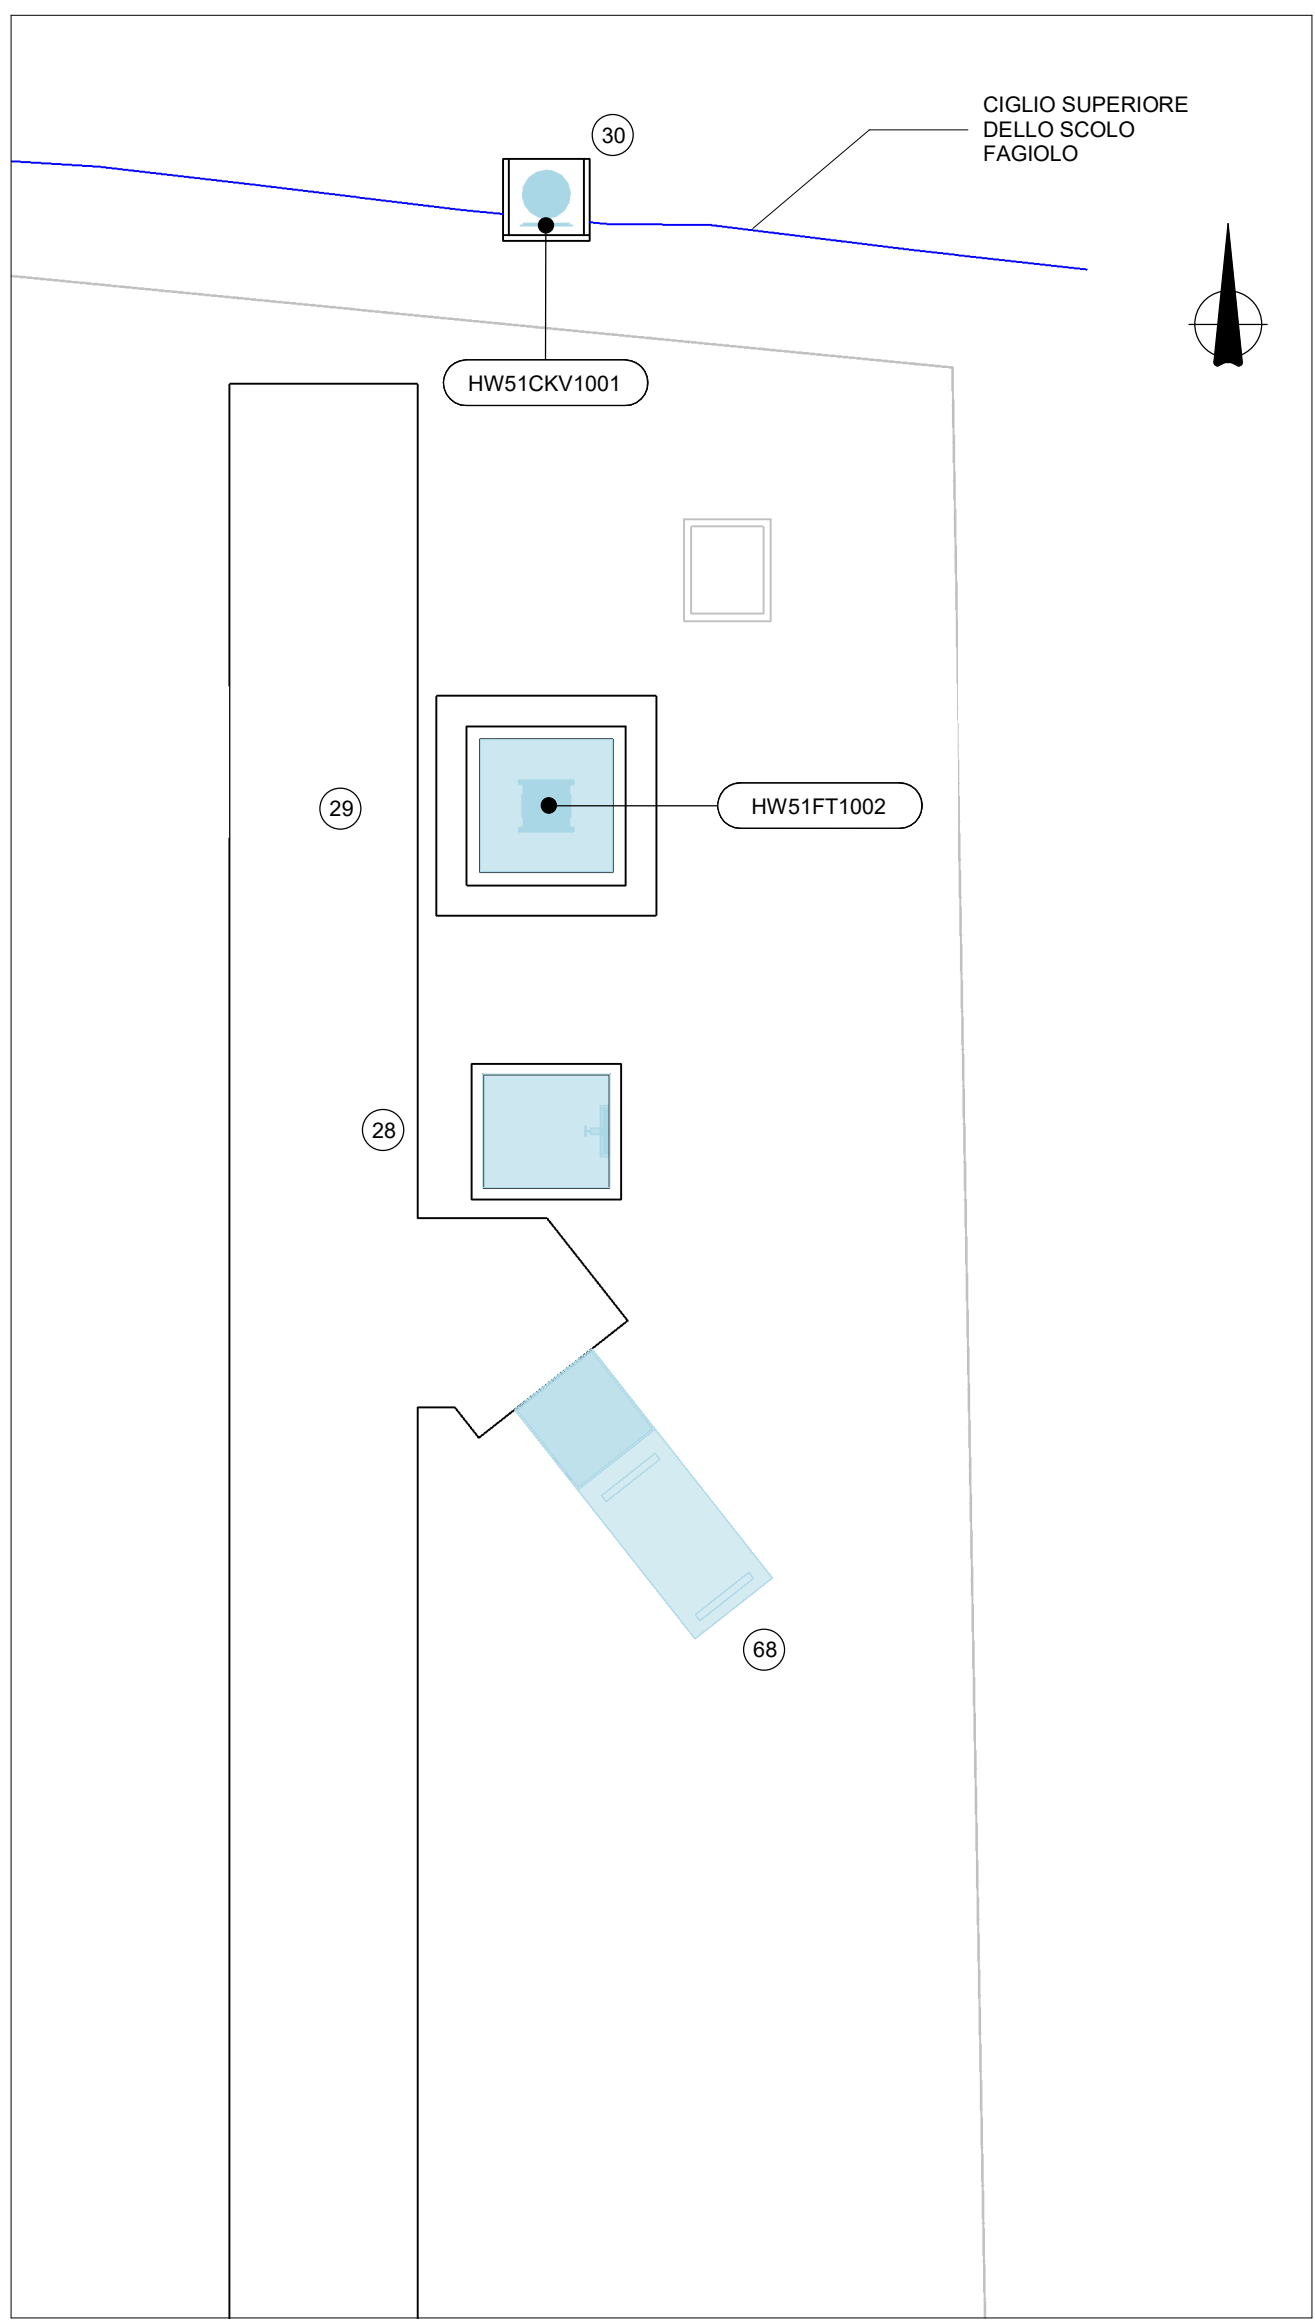 CIGLIO SUPERIORE
DELLO SCOLO
FAGIOLO
30
HW51CKV1001
29
HW51FT1002
28
68